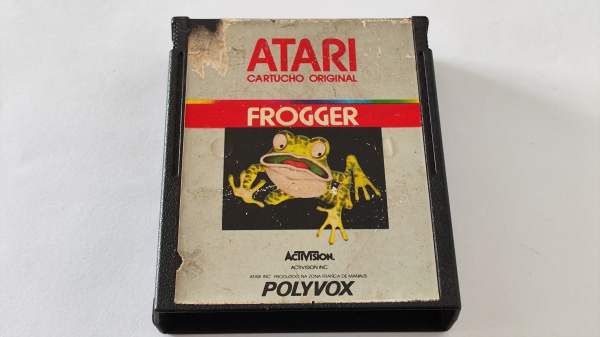 ATARI
CARTUCHO ORIGINAL
FROGGER
ACTIVISION.
ACTIVISION INC
ATARI INC. PRODUZIDO NA ZONA FRANCA DE MANAUS
POLYVOX